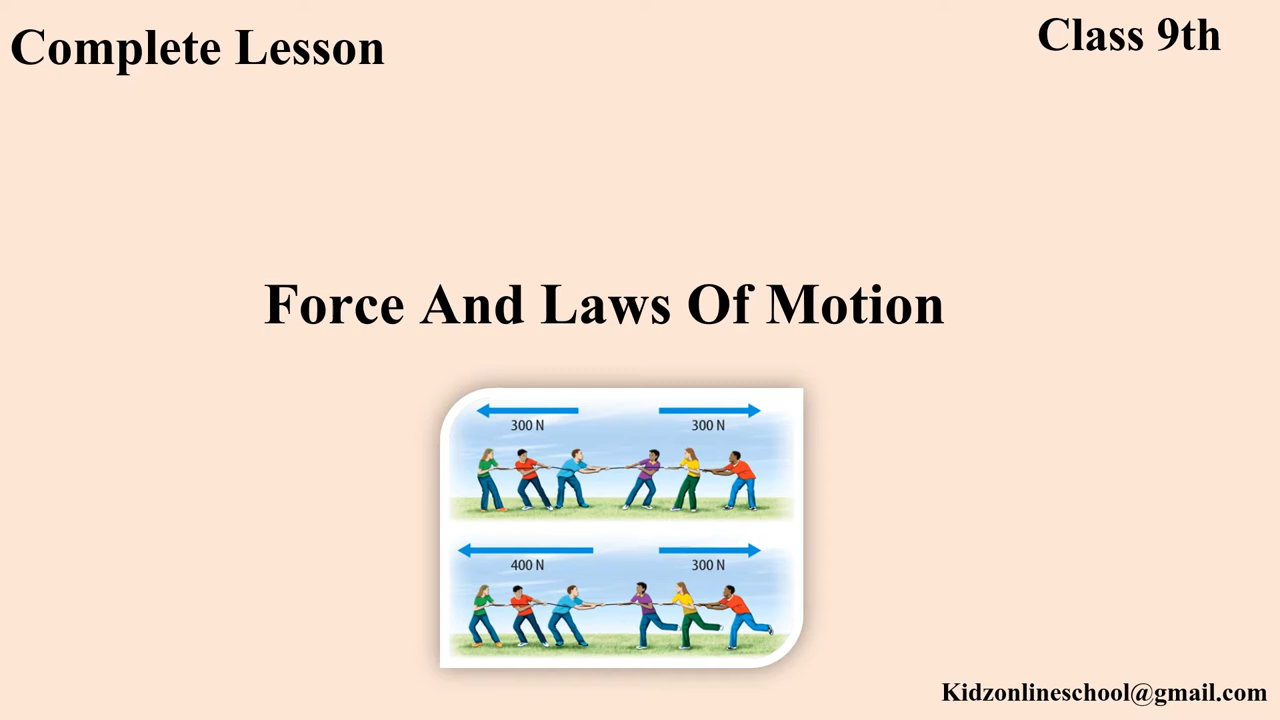 Complete Lesson
Class 9th
Force And Laws Of Motion
300 N
300 N
400 N
300 N
Kidzonlineschool@gmail.com